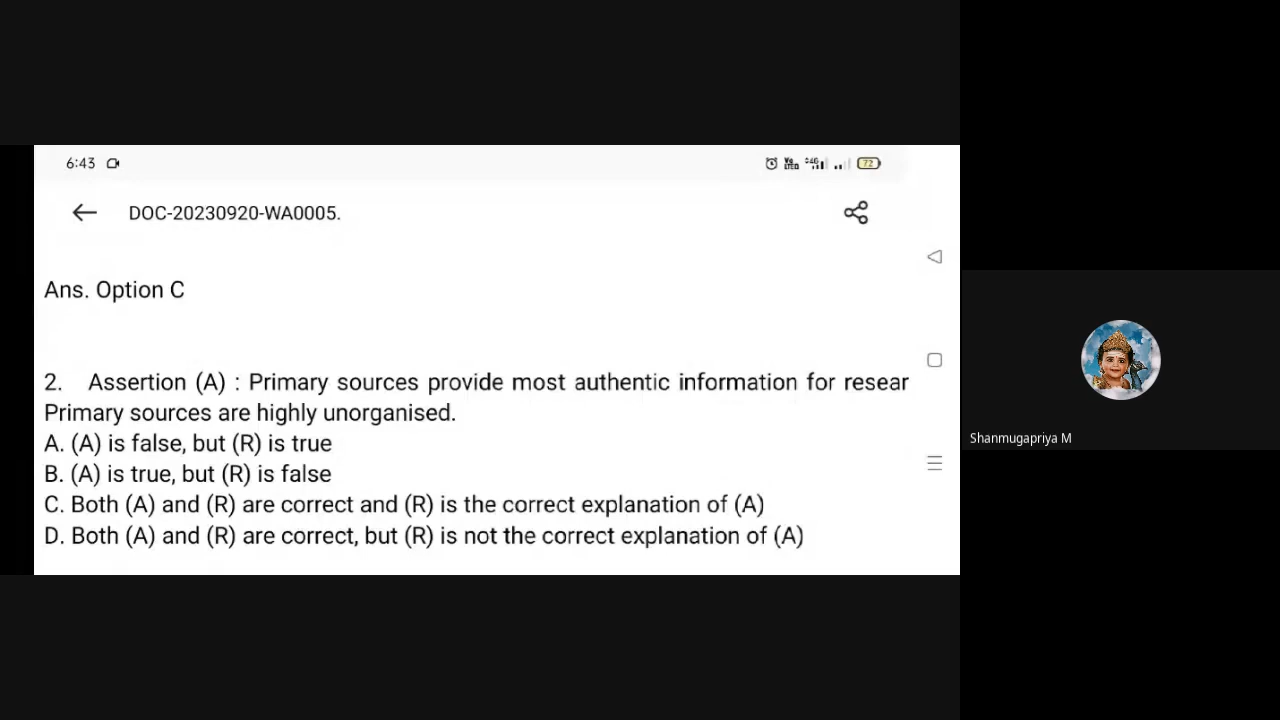 6:43
72
DOC-20230920-WA0005.
Ans. Option C
2. Assertion (A) : Primary sources provide most authentic information for resear
Primary sources are highly unorganised.
A. (A) is false, but (R) is true
B. (A) is true, but (R) is false
C. Both (A) and (R) are correct and (R) is the correct explanation of (A)
D. Both (A) and (R) are correct, but (R) is not the correct explanation of (A)
Shanmugapriya M